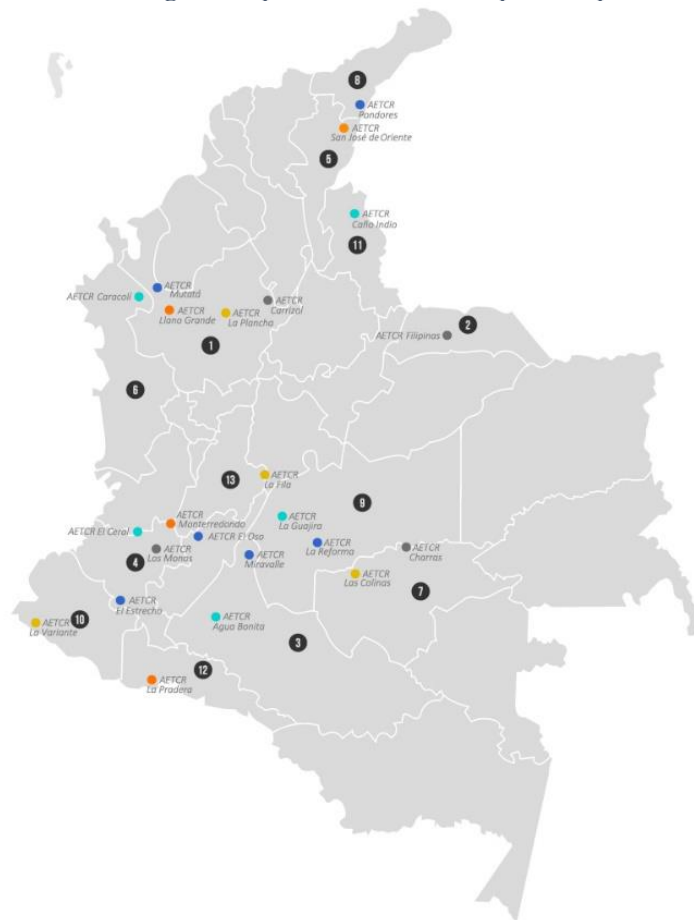 8
AETCR
Pondores
AETCR
San José de Oriente
5
AETCR
Caño Indio
11
AETCR
Mutatá
AETCR Caracolí
AETCR
Carrizal
AETCR
Llano Grande
AETCR
La Plancha
2
AETCR Filipinas
1
6
13
AETCR
La Fila
9
AETCR
La Guajira
AETCR
Monterredondo
AETCR El Ceral
AETCR El Oso
AETCR
Los Monos
AETCR
La Reforma
AETCR
Charras
AETCR
Miravalle
4
AETCR
Las Colinas
7
AETCR
El Estrecho
10
AETCR
La Variante
AETCR
Agua Bonita
3
12
AETCR
La Pradera